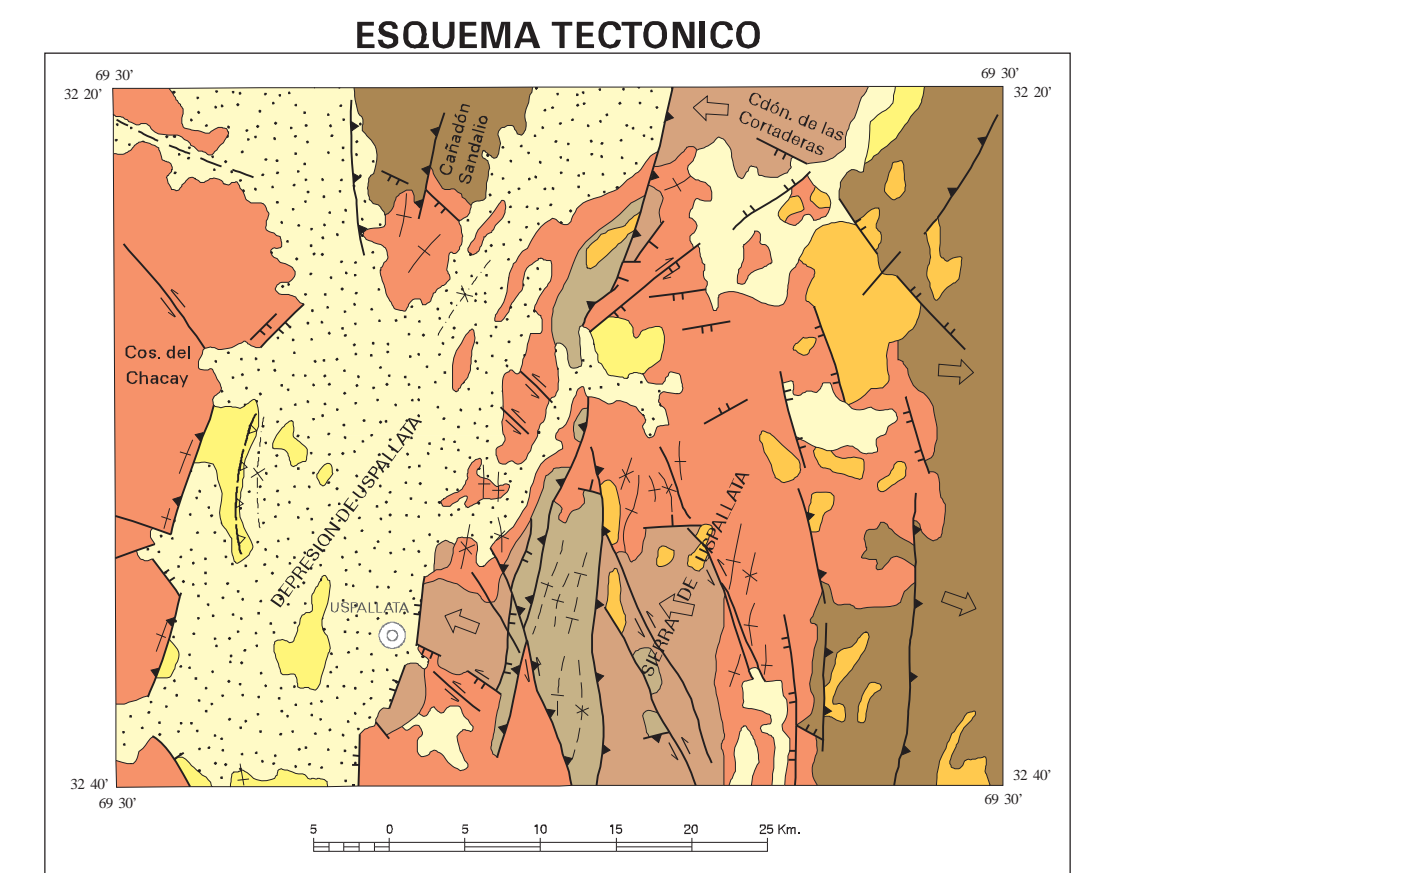 ESQUEMA TECTONICO
69 30'
69 30'
32 20'
32 20'
Cdón. de las
Cortaderas
Cañadón
Sandalio
Cos. del
Chacay
DEPRESION DE USPALLATA
SIERRA DE USPALLATA
USPALLATA
32 40'
32 40'
69 30'
69 30'
5 0 5 10 15 20 25 Km.